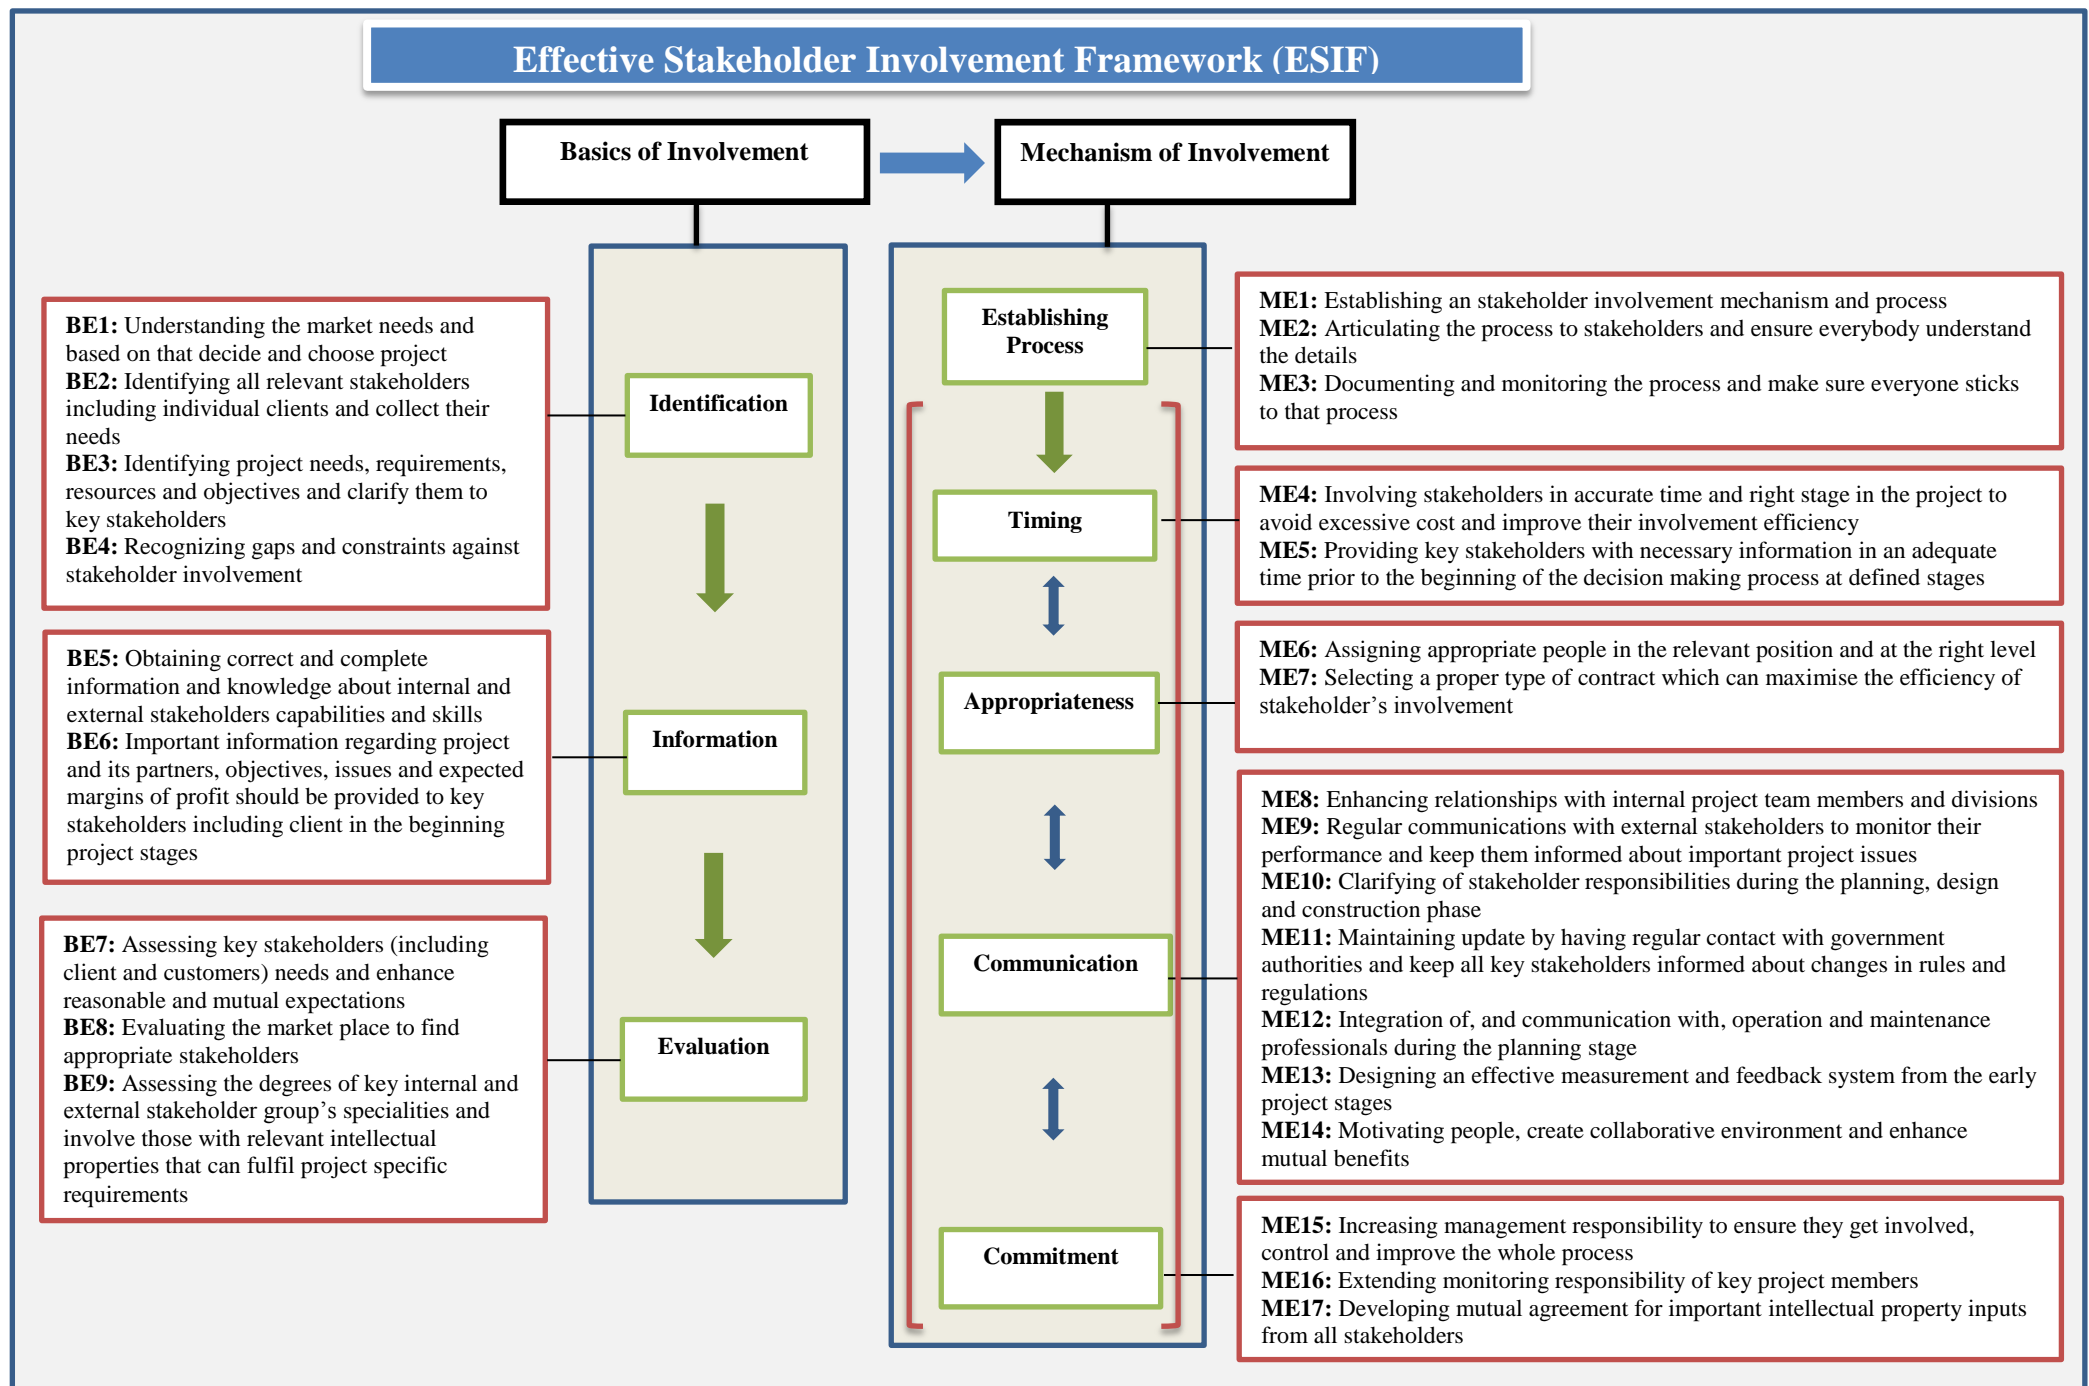 Effective Stakeholder Involvement Framework (ESIF)
Basics of Involvement
Mechanism of Involvement
BE1: Understanding the market needs and
based on that decide and choose project
BE2: Identifying all relevant stakeholders
including individual clients and collect their
needs
BE3: Identifying project needs, requirements,
resources and objectives and clarify them to
key stakeholders
BE4: Recognizing gaps and constraints against
stakeholder involvement
BE5: Obtaining correct and complete
information and knowledge about internal and
external stakeholders capabilities and skills
BE6: Important information regarding project
and its partners, objectives, issues and expected
margins of profit should be provided to key
stakeholders including client in the beginning
project stages
BE7: Assessing key stakeholders (including
client and customers) needs and enhance
reasonable and mutual expectations
BE8: Evaluating the market place to find
appropriate stakeholders
BE9: Assessing the degrees of key internal and
external stakeholder group’s specialities and
involve those with relevant intellectual
properties that can fulfil project specific
requirements
Identification
Information
Evaluation
Establishing
Process
Timing
Appropriateness
Communication
Commitment
ME1: Establishing an stakeholder involvement mechanism and process
ME2: Articulating the process to stakeholders and ensure everybody understand
the details
ME3: Documenting and monitoring the process and make sure everyone sticks
to that process
ME4: Involving stakeholders in accurate time and right stage in the project to
avoid excessive cost and improve their involvement efficiency
ME5: Providing key stakeholders with necessary information in an adequate
time prior to the beginning of the decision making process at defined stages
ME6: Assigning appropriate people in the relevant position and at the right level
ME7: Selecting a proper type of contract which can maximise the efficiency of
stakeholder’s involvement
ME8: Enhancing relationships with internal project team members and divisions
ME9: Regular communications with external stakeholders to monitor their
performance and keep them informed about important project issues
ME10: Clarifying of stakeholder responsibilities during the planning, design
and construction phase
ME11: Maintaining update by having regular contact with government
authorities and keep all key stakeholders informed about changes in rules and
regulations
ME12: Integration of, and communication with, operation and maintenance
professionals during the planning stage
ME13: Designing an effective measurement and feedback system from the early
project stages
ME14: Motivating people, create collaborative environment and enhance
mutual benefits
ME15: Increasing management responsibility to ensure they get involved,
control and improve the whole process
ME16: Extending monitoring responsibility of key project members
ME17: Developing mutual agreement for important intellectual property inputs
from all stakeholders